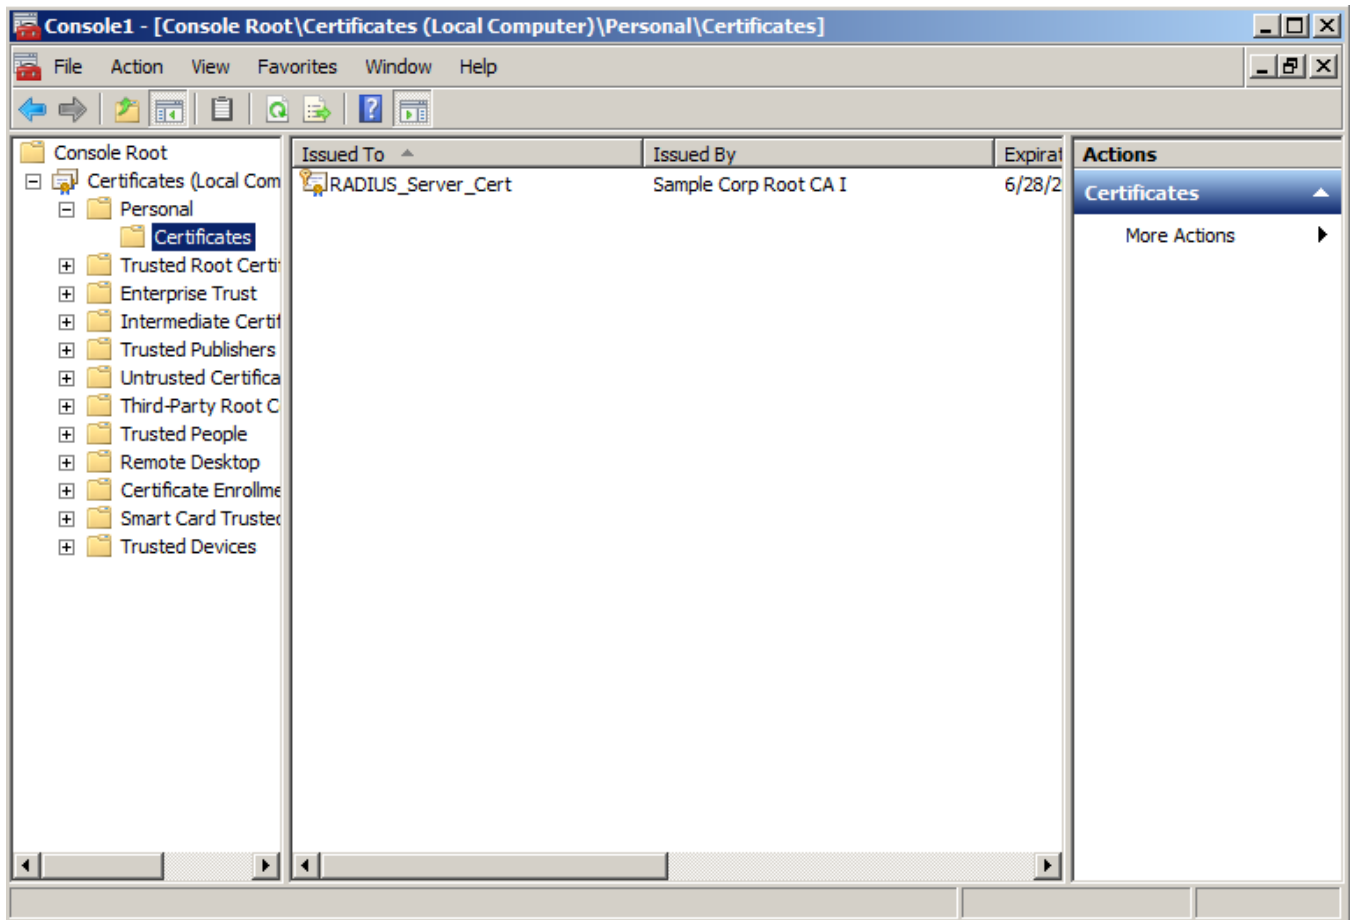 Console1 - [Console Root\Certificates (Local Computer)\Personal\Certificates]
File Action View Favorites Window Help
Console Root
Certificates (Local Com
Personal
Certificates
Trusted Root Certi
Enterprise Trust
Intermediate Certif
Trusted Publishers
Untrusted Certifica
Third-Party Root C
Trusted People
Remote Desktop
Certificate Enrollme
Smart Card Trusted
Trusted Devices
Issued To Issued By Expirat
RADIUS_Server_Cert Sample Corp Root CA I 6/28/2
Actions
Certificates
More Actions